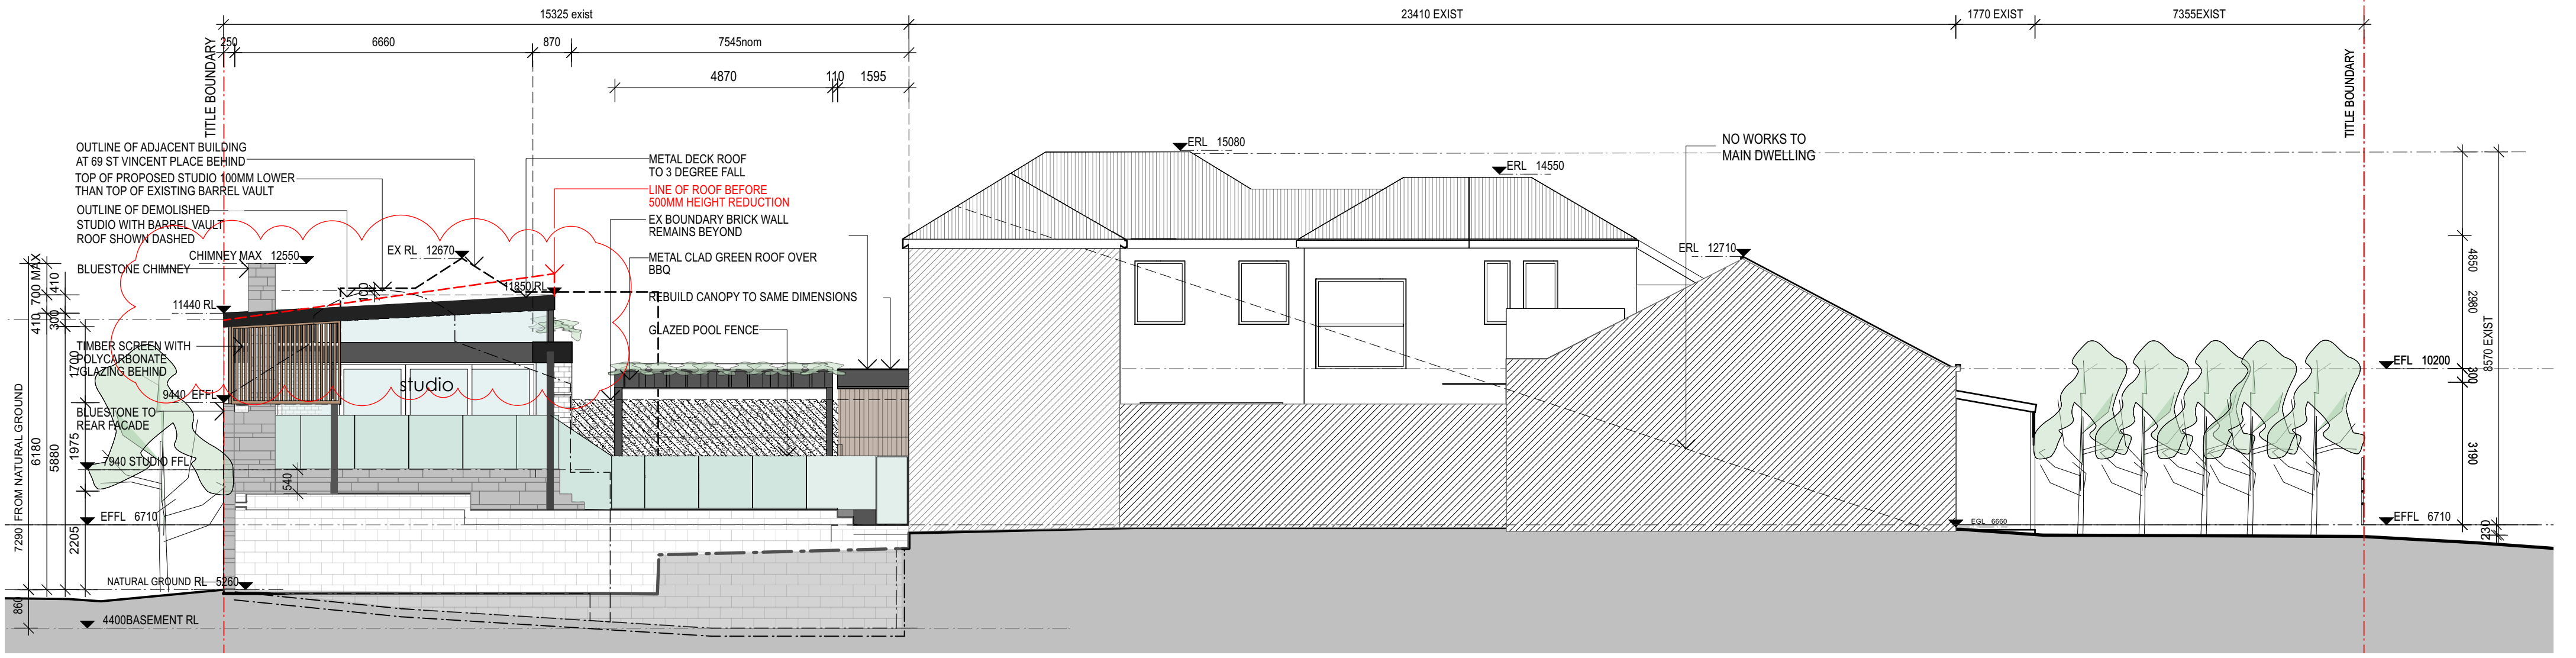 15325 exist
23410 EXIST
1770 EXIST
7355EXIST
250
6660
870
7545nom
4870
110
1595
TITLE BOUNDARY
TITLE BOUNDARY
OUTLINE OF ADJACENT BUILDING
AT 69 ST VINCENT PLACE BEHIND
TOP OF PROPOSED STUDIO 100MM LOWER
THAN TOP OF EXISTING BARREL VAULT
OUTLINE OF DEMOLISHED
STUDIO WITH BARREL VAULT
ROOF SHOWN DASHED
CHIMNEY MAX 12550
BLUESTONE CHIMNEY
EX RL 12670
11440 RL
11850 RL
100
METAL DECK ROOF
TO 3 DEGREE FALL
LINE OF ROOF BEFORE
500MM HEIGHT REDUCTION
EX BOUNDARY BRICK WALL
REMAINS BEYOND
METAL CLAD GREEN ROOF OVER
BBQ
REBUILD CANOPY TO SAME DIMENSIONS
GLAZED POOL FENCE
TIMBER SCREEN WITH
POLYCARBONATE
GLAZING BEHIND
studio
9440 EFFL
BLUESTONE TO
REAR FACADE
7940 STUDIO FFL
540
EFFL 6710
NATURAL GROUND RL 5260
4400BASEMENT RL
700 MAX
410
410
300
1700
7290 FROM NATURAL GROUND
6180
5880
1975
2205
860
ERL 15080
ERL 14550
ERL 12710
NO WORKS TO
MAIN DWELLING
EGL 6660
EFL 10200
EFFL 6710
4850
2980
8570 EXIST
300
3190
230